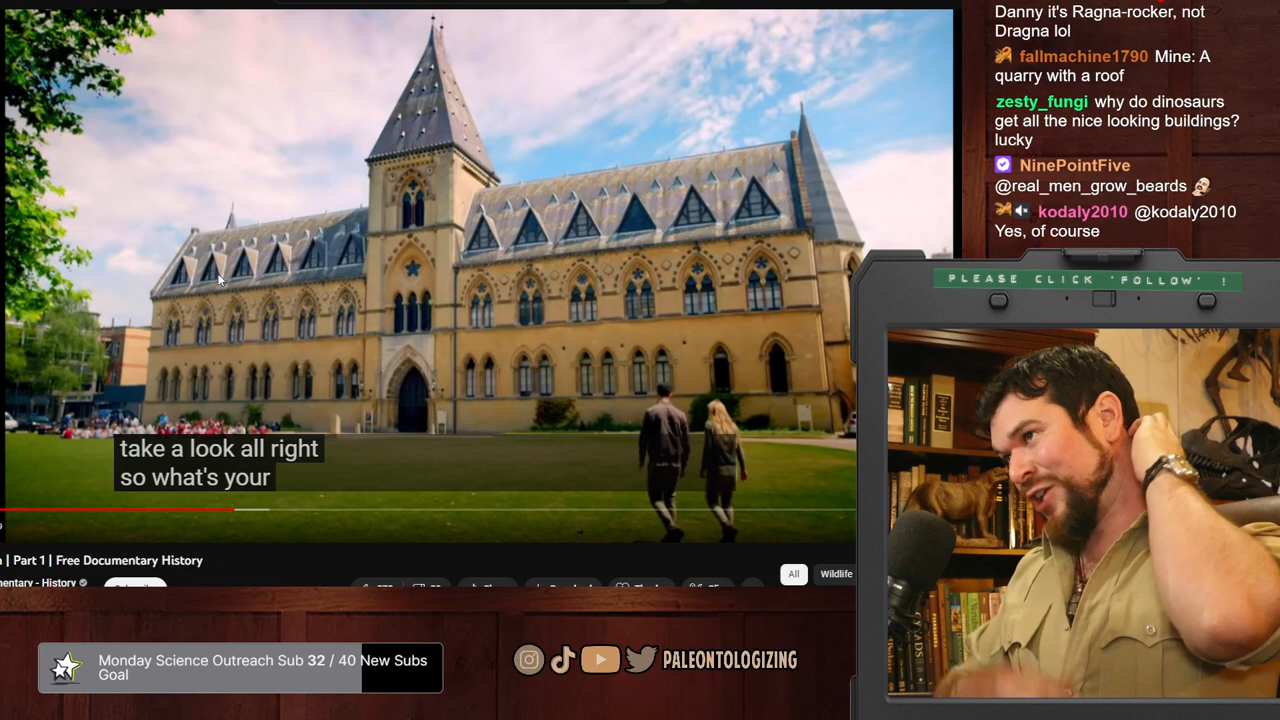 Danny it's Ragna-rocker, not
Dragna lol
fallmachine1790 Mine: A
quarry with a roof
zesty_fungi why do dinosaurs
get all the nice looking buildings?
lucky
NinePointFive
@real_men_grow_beards
kodaly2010 @kodaly2010
Yes, of course
PLEASE CLICK 'FOLLOW' !
take a look all right
so what's your
| Part 1 | Free Documentary History
mentary - History
All
Wildlife
Monday Science Outreach Sub 32 / 40 New Subs
Goal
PALEONTOLOGIZING
CYCADS